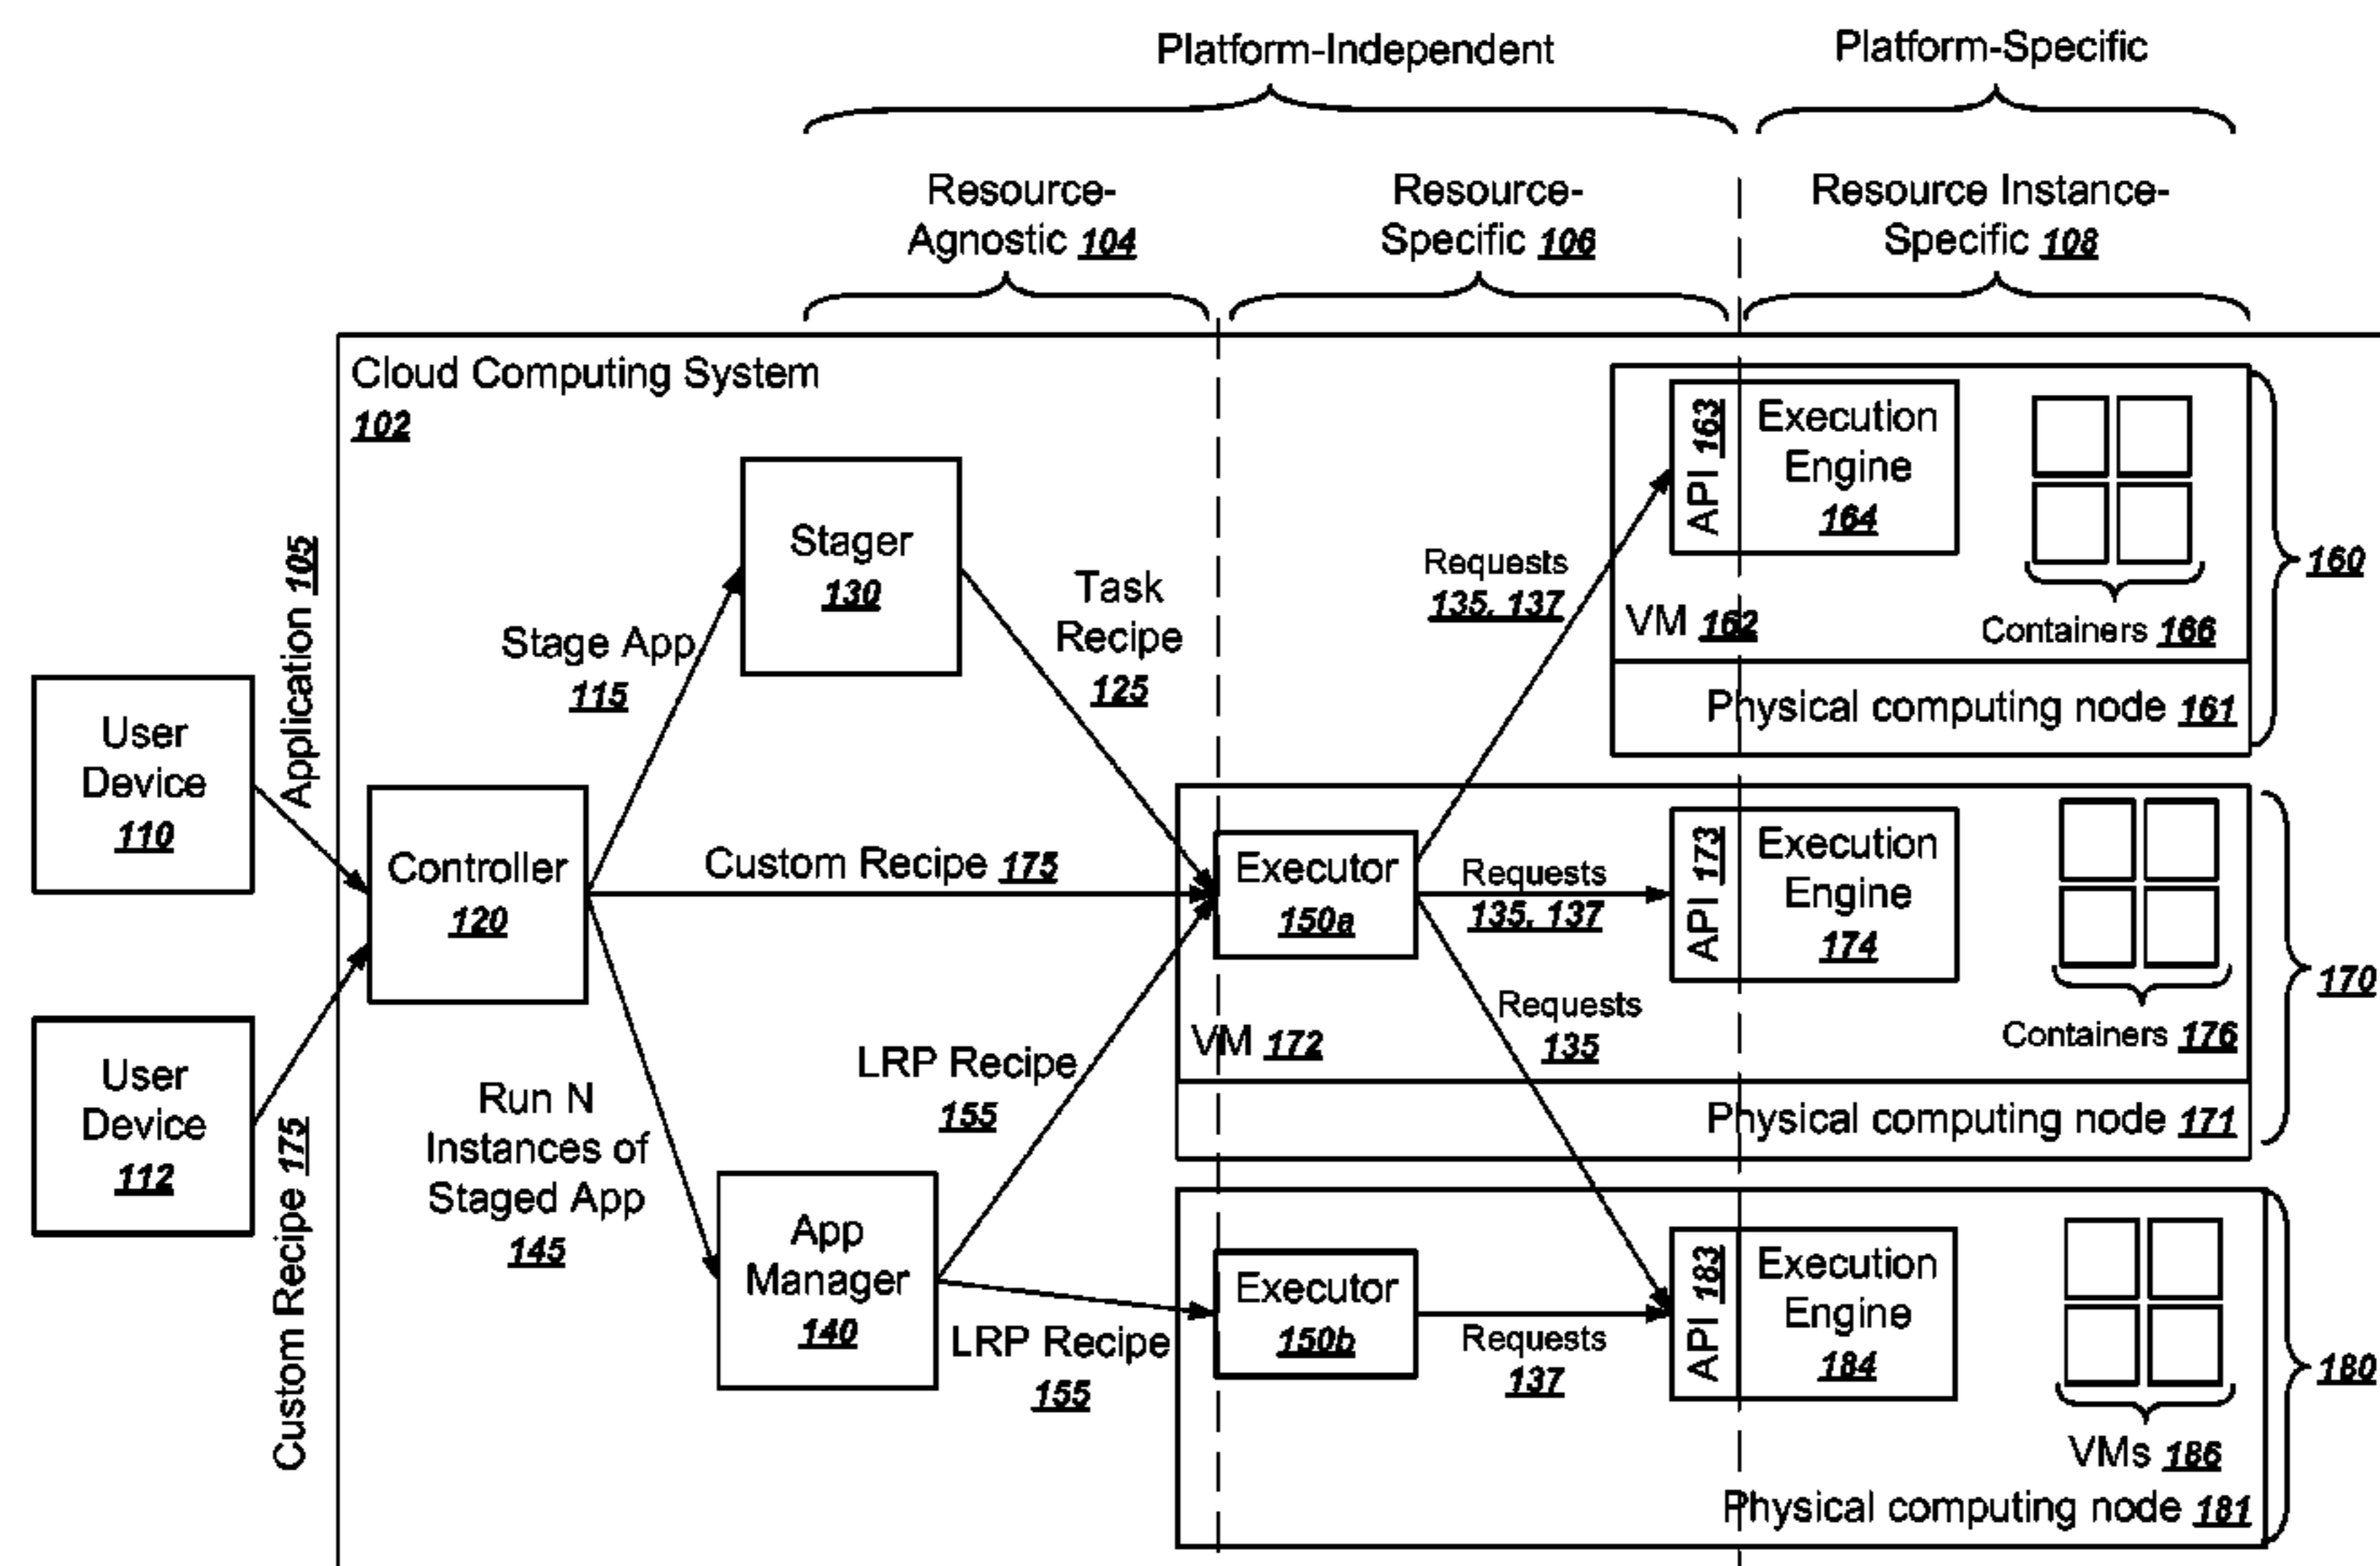 Platform-Independent
Platform-Specific
Resource-
Agnostic 104
Resource-
Specific 106
Resource Instance-
Specific 108
Cloud Computing System
102
User
Device
110
User
Device
112
Application 105
Custom Recipe 175
Controller
120
Stage App
115
Stager
130
Task
Recipe
125
Custom Recipe 175
Run N
Instances of
Staged App
145
App
Manager
140
LRP Recipe
155
LRP Recipe
155
Executor
150a
Executor
150b
Requests
135, 137
Requests
135, 137
Requests
135
Requests
137
API 163
Execution
Engine
164
Containers 166
VM 162
Physical computing node 161
160
API 173
Execution
Engine
174
Containers 176
VM 172
Physical computing node 171
170
API 183
Execution
Engine
184
VMs 186
Physical computing node 181
180